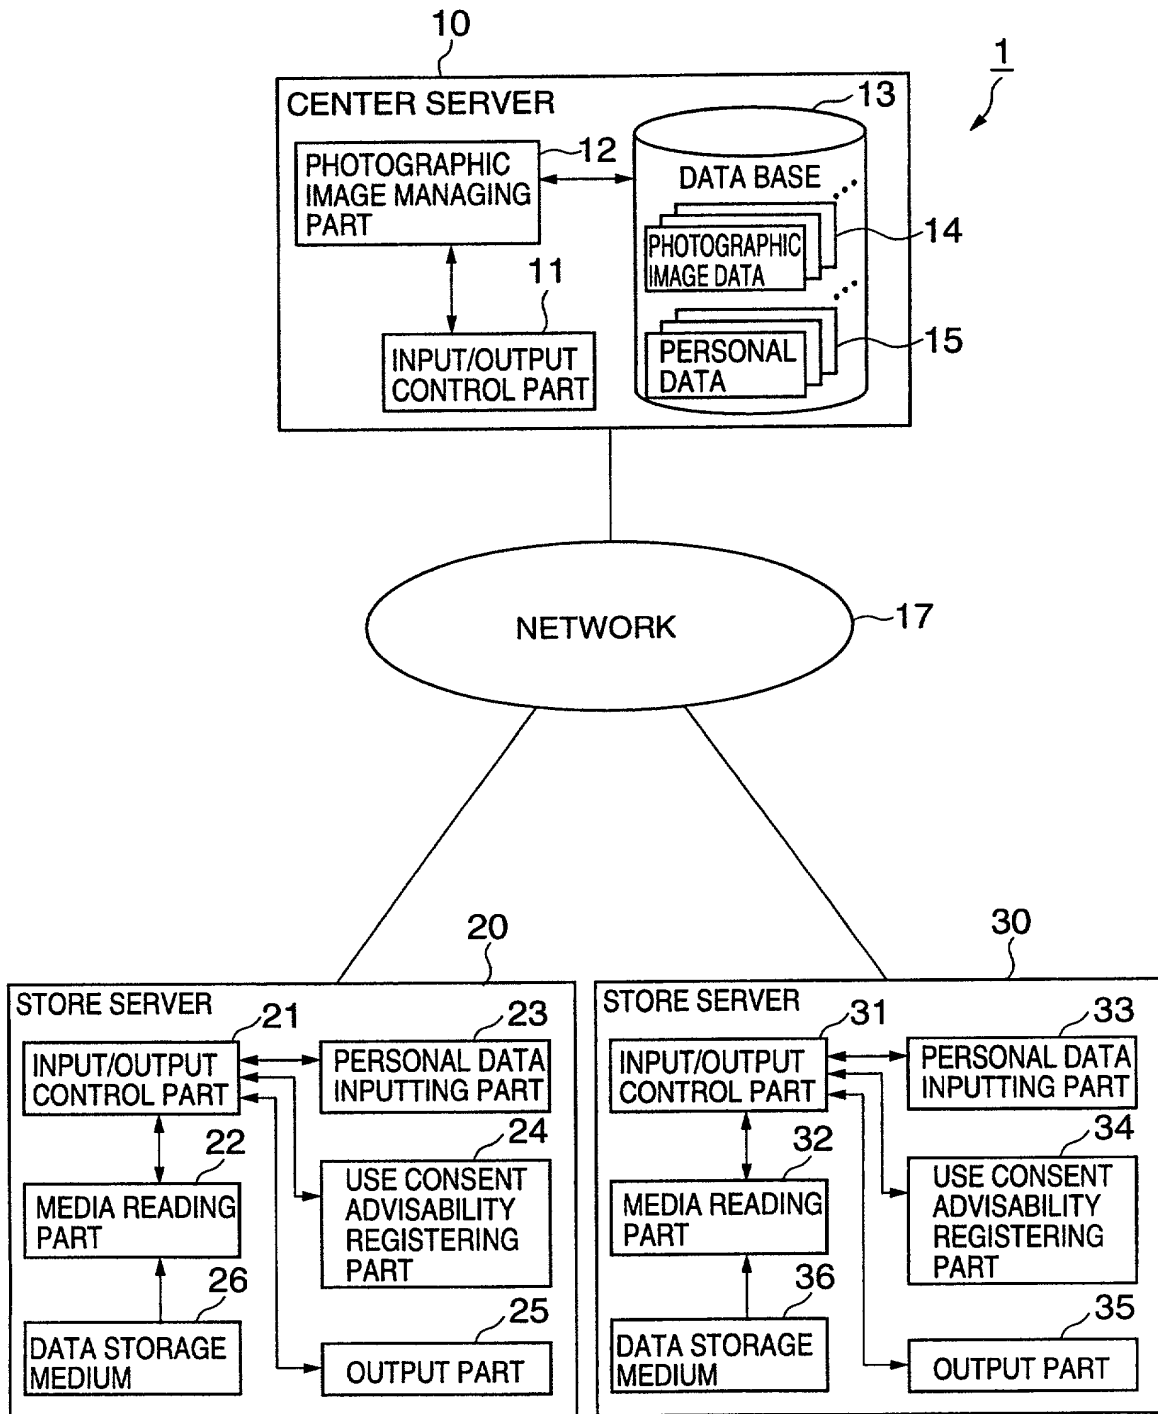 10
1
CENTER SERVER
13
12
PHOTOGRAPHIC
IMAGE MANAGING
PART
DATA BASE
14
PHOTOGRAPHIC
IMAGE DATA
11
INPUT/OUTPUT
CONTROL PART
15
PERSONAL
DATA
NETWORK
17
20
STORE SERVER
21
INPUT/OUTPUT
CONTROL PART
23
PERSONAL DATA
INPUTTING PART
22
MEDIA READING
PART
24
USE CONSENT
ADVISABILITY
REGISTERING
PART
26
DATA STORAGE
MEDIUM
25
OUTPUT PART
30
STORE SERVER
31
INPUT/OUTPUT
CONTROL PART
33
PERSONAL DATA
INPUTTING PART
32
MEDIA READING
PART
34
USE CONSENT
ADVISABILITY
REGISTERING
PART
36
DATA STORAGE
MEDIUM
35
OUTPUT PART